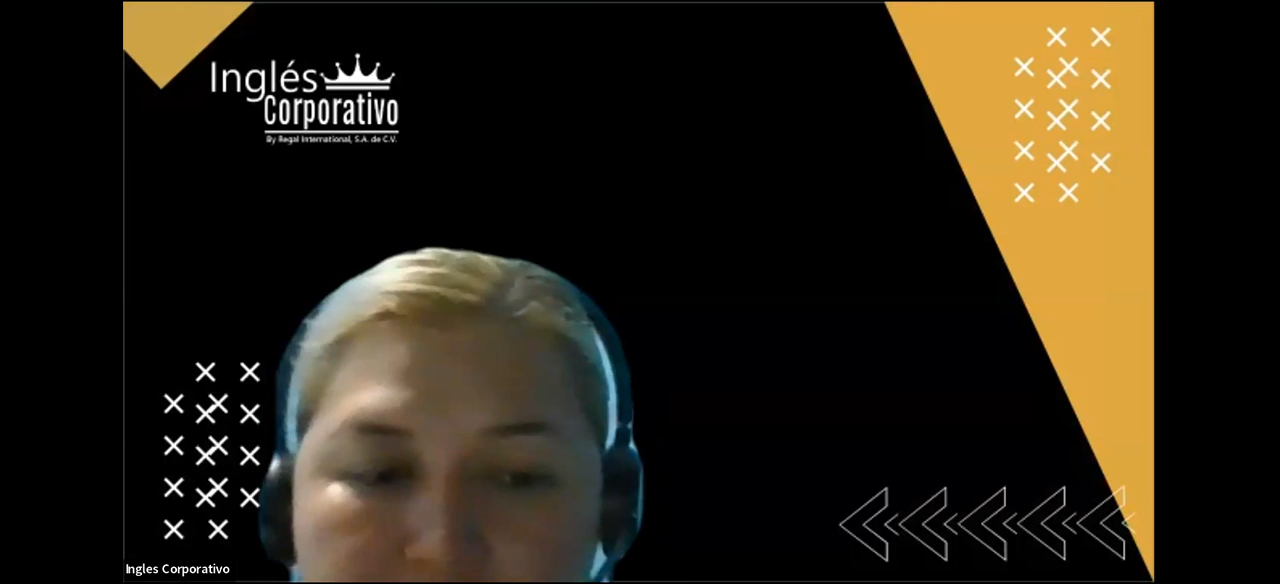 Inglés
Corporativo
By Regal International, S.A. de C.V.
Ingles Corporativo